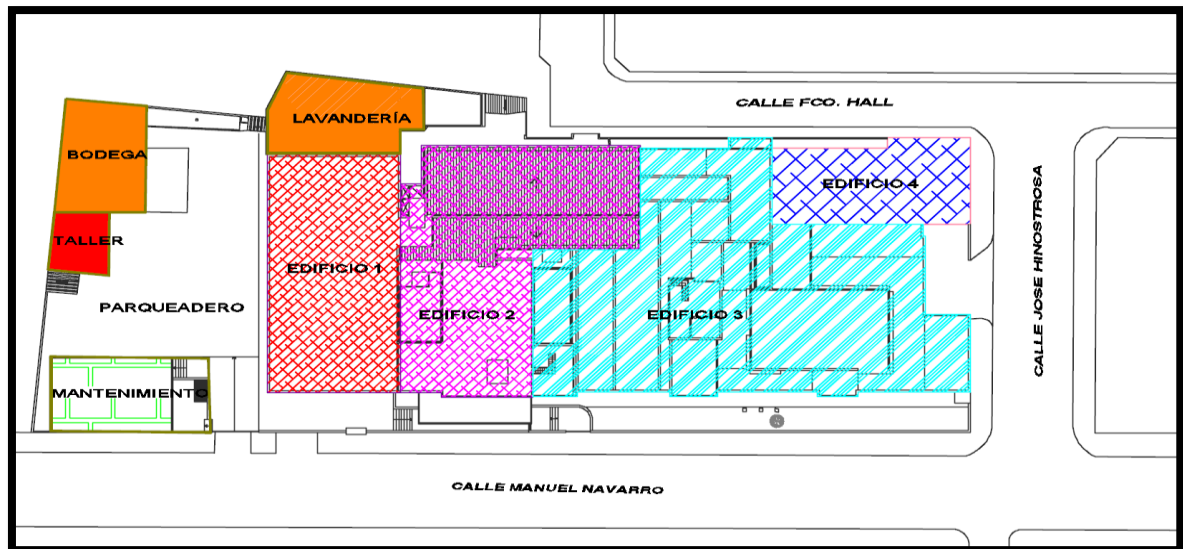 CALLE FCO. HALL
LAVANDERÍA
BODEGA
EDIFICIO 4
CALLE JOSE HINOSTROSA
TALLER
EDIFICIO 1
PARQUEADERO
EDIFICIO 2
EDIFICIO 3
MANTENIMIENTO
CALLE MANUEL NAVARRO